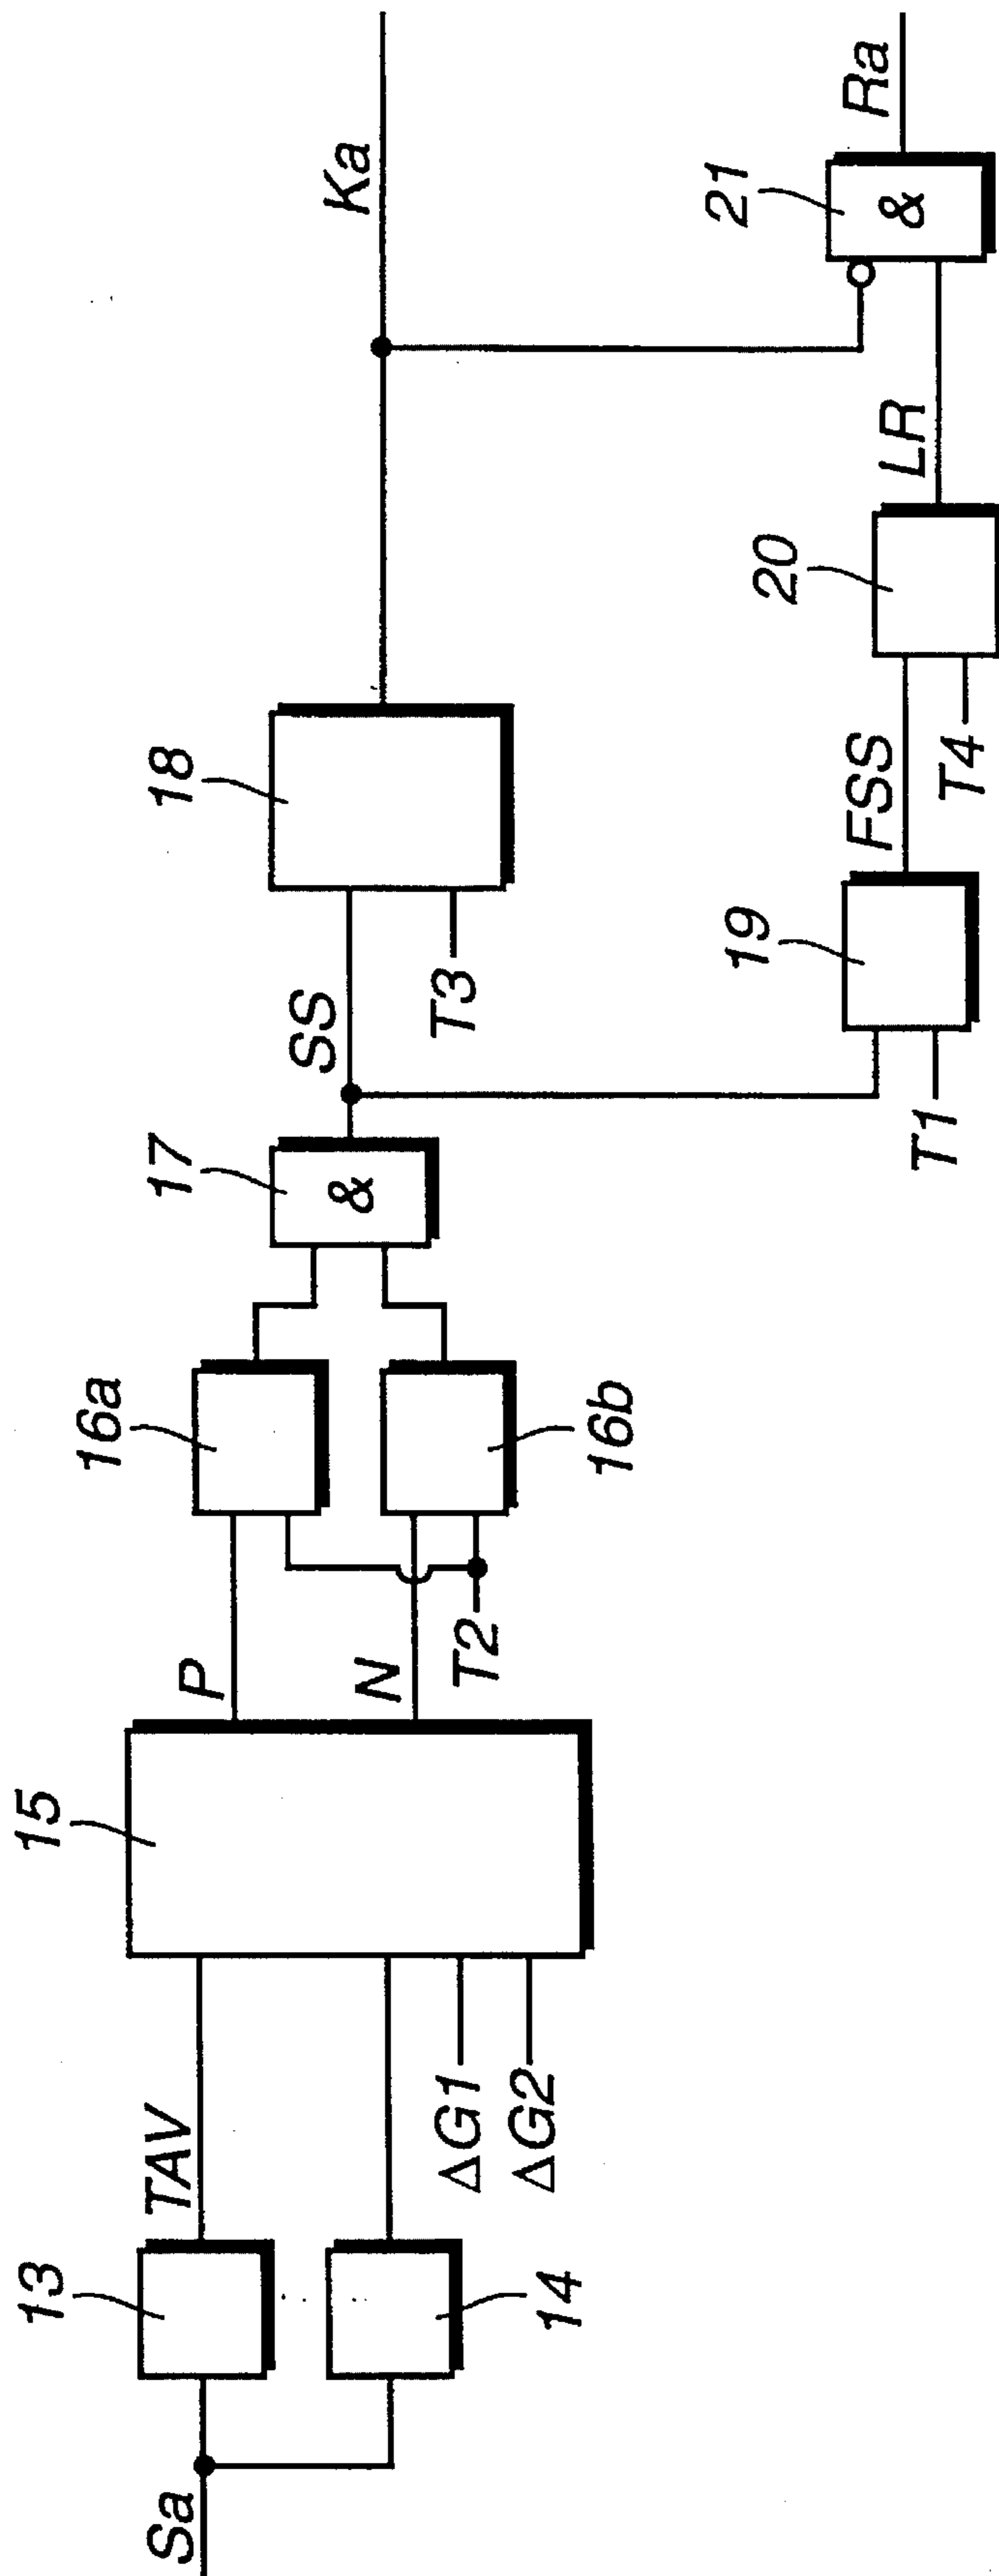 Sa
13
14
TAV
ΔG1
ΔG2
15
P
N
T2
16a
16b
17
&
SS
T3
18
Ka
T1
19
FSS
T4
20
LR
21
&
Ra